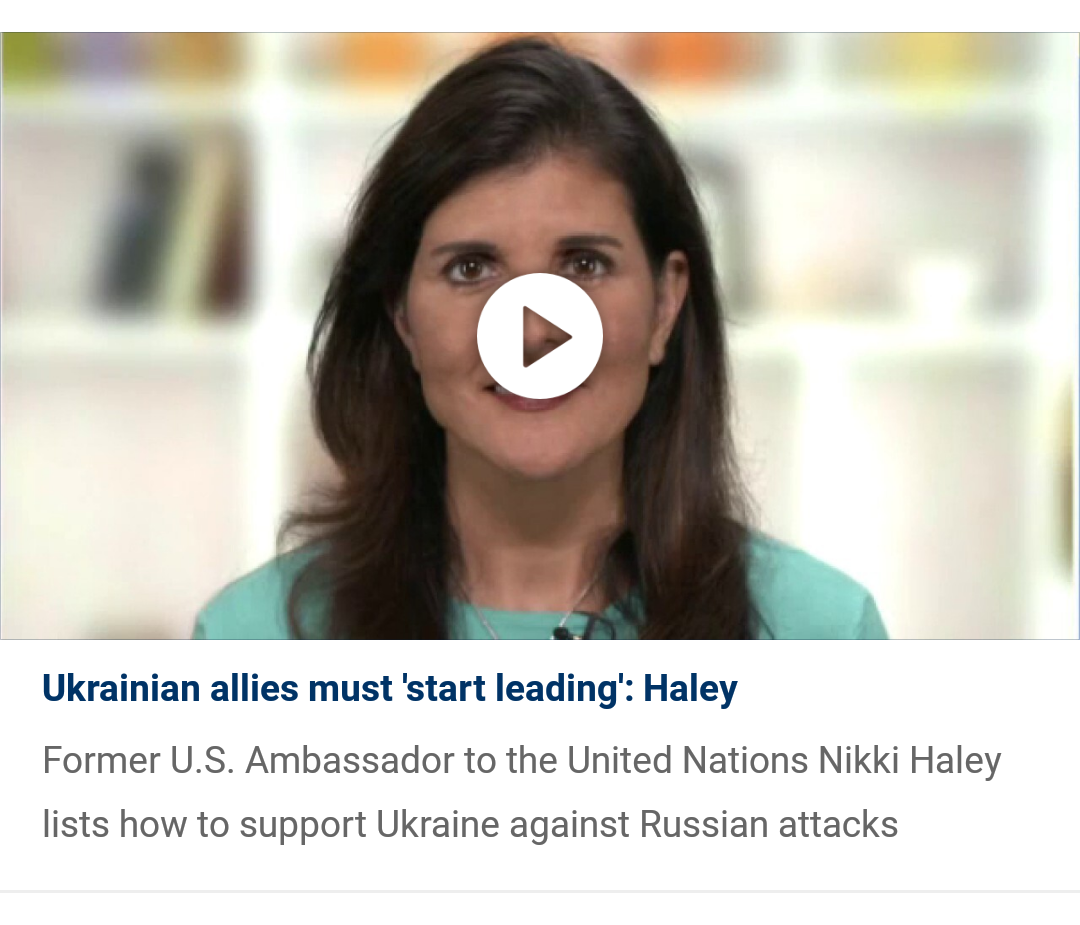 Ukrainian allies must 'start leading': Haley
Former U.S. Ambassador to the United Nations Nikki Haley
lists how to support Ukraine against Russian attacks